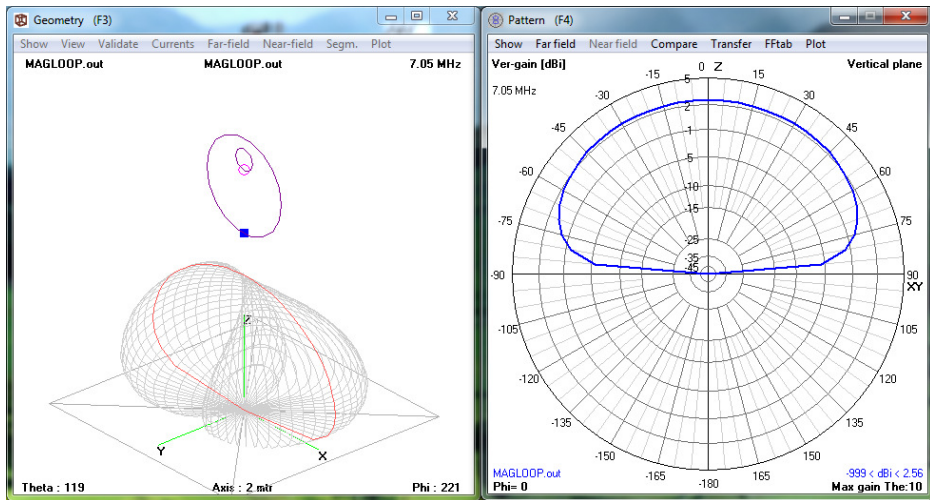 Geometry (F3)
Show View Validate Currents Far-field Near-field Segm. Plot
MAGLOOP.out MAGLOOP.out 7.05 MHz
Z
Y
X
Theta : 119 Axis : 2 mtr Phi : 221
Pattern (F4)
Show Far field Near field Compare Transfer FFtab Plot
Ver-gain [dBi] 0 Z Vertical plane
7.05 MHz
-15 5 15
-30 2 30
-45 -1 45
-60 -5 60
-10
-75 -15 75
-25
-35
-90 -45 90
XY
-105 105
-120 120
-135 135
-150 150
-165 -180 165
MAGLOOP.out -999 < dBi < 2.56
Phi= 0 Max gain The:10